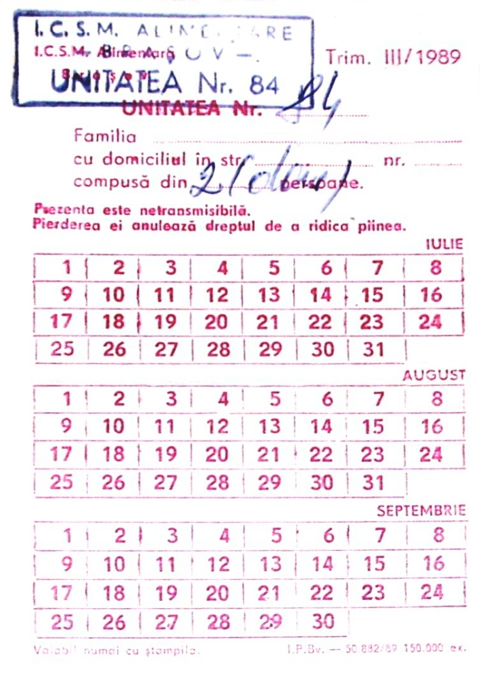 I. C. S. M. ALIMENTARE
I.C.S.M. Alimentara
BRAȘOV
Brașov
UNITATEA Nr. 84
Trim. III/1989
UNITATEA Nr. 84
Familia
cu domiciliul în str. nr.
compusă din 2 (două) persoane.
Prezenta este netransmisibilă.
Pierderea ei anulează dreptul de a ridica pîinea.
IULIE
1 2 3 4 5 6 7 8
9 10 11 12 13 14 15 16
17 18 19 20 21 22 23 24
25 26 27 28 29 30 31
AUGUST
1 2 3 4 5 6 7 8
9 10 11 12 13 14 15 16
17 18 19 20 21 22 23 24
25 26 27 28 29 30 31
SEPTEMBRIE
1 2 3 4 5 6 7 8
9 10 11 12 13 14 15 16
17 18 19 20 21 22 23 24
25 26 27 28 29 30
Valabil numai cu ștampila.
I.P.Bv. — 50.882/89 150.000 ex.